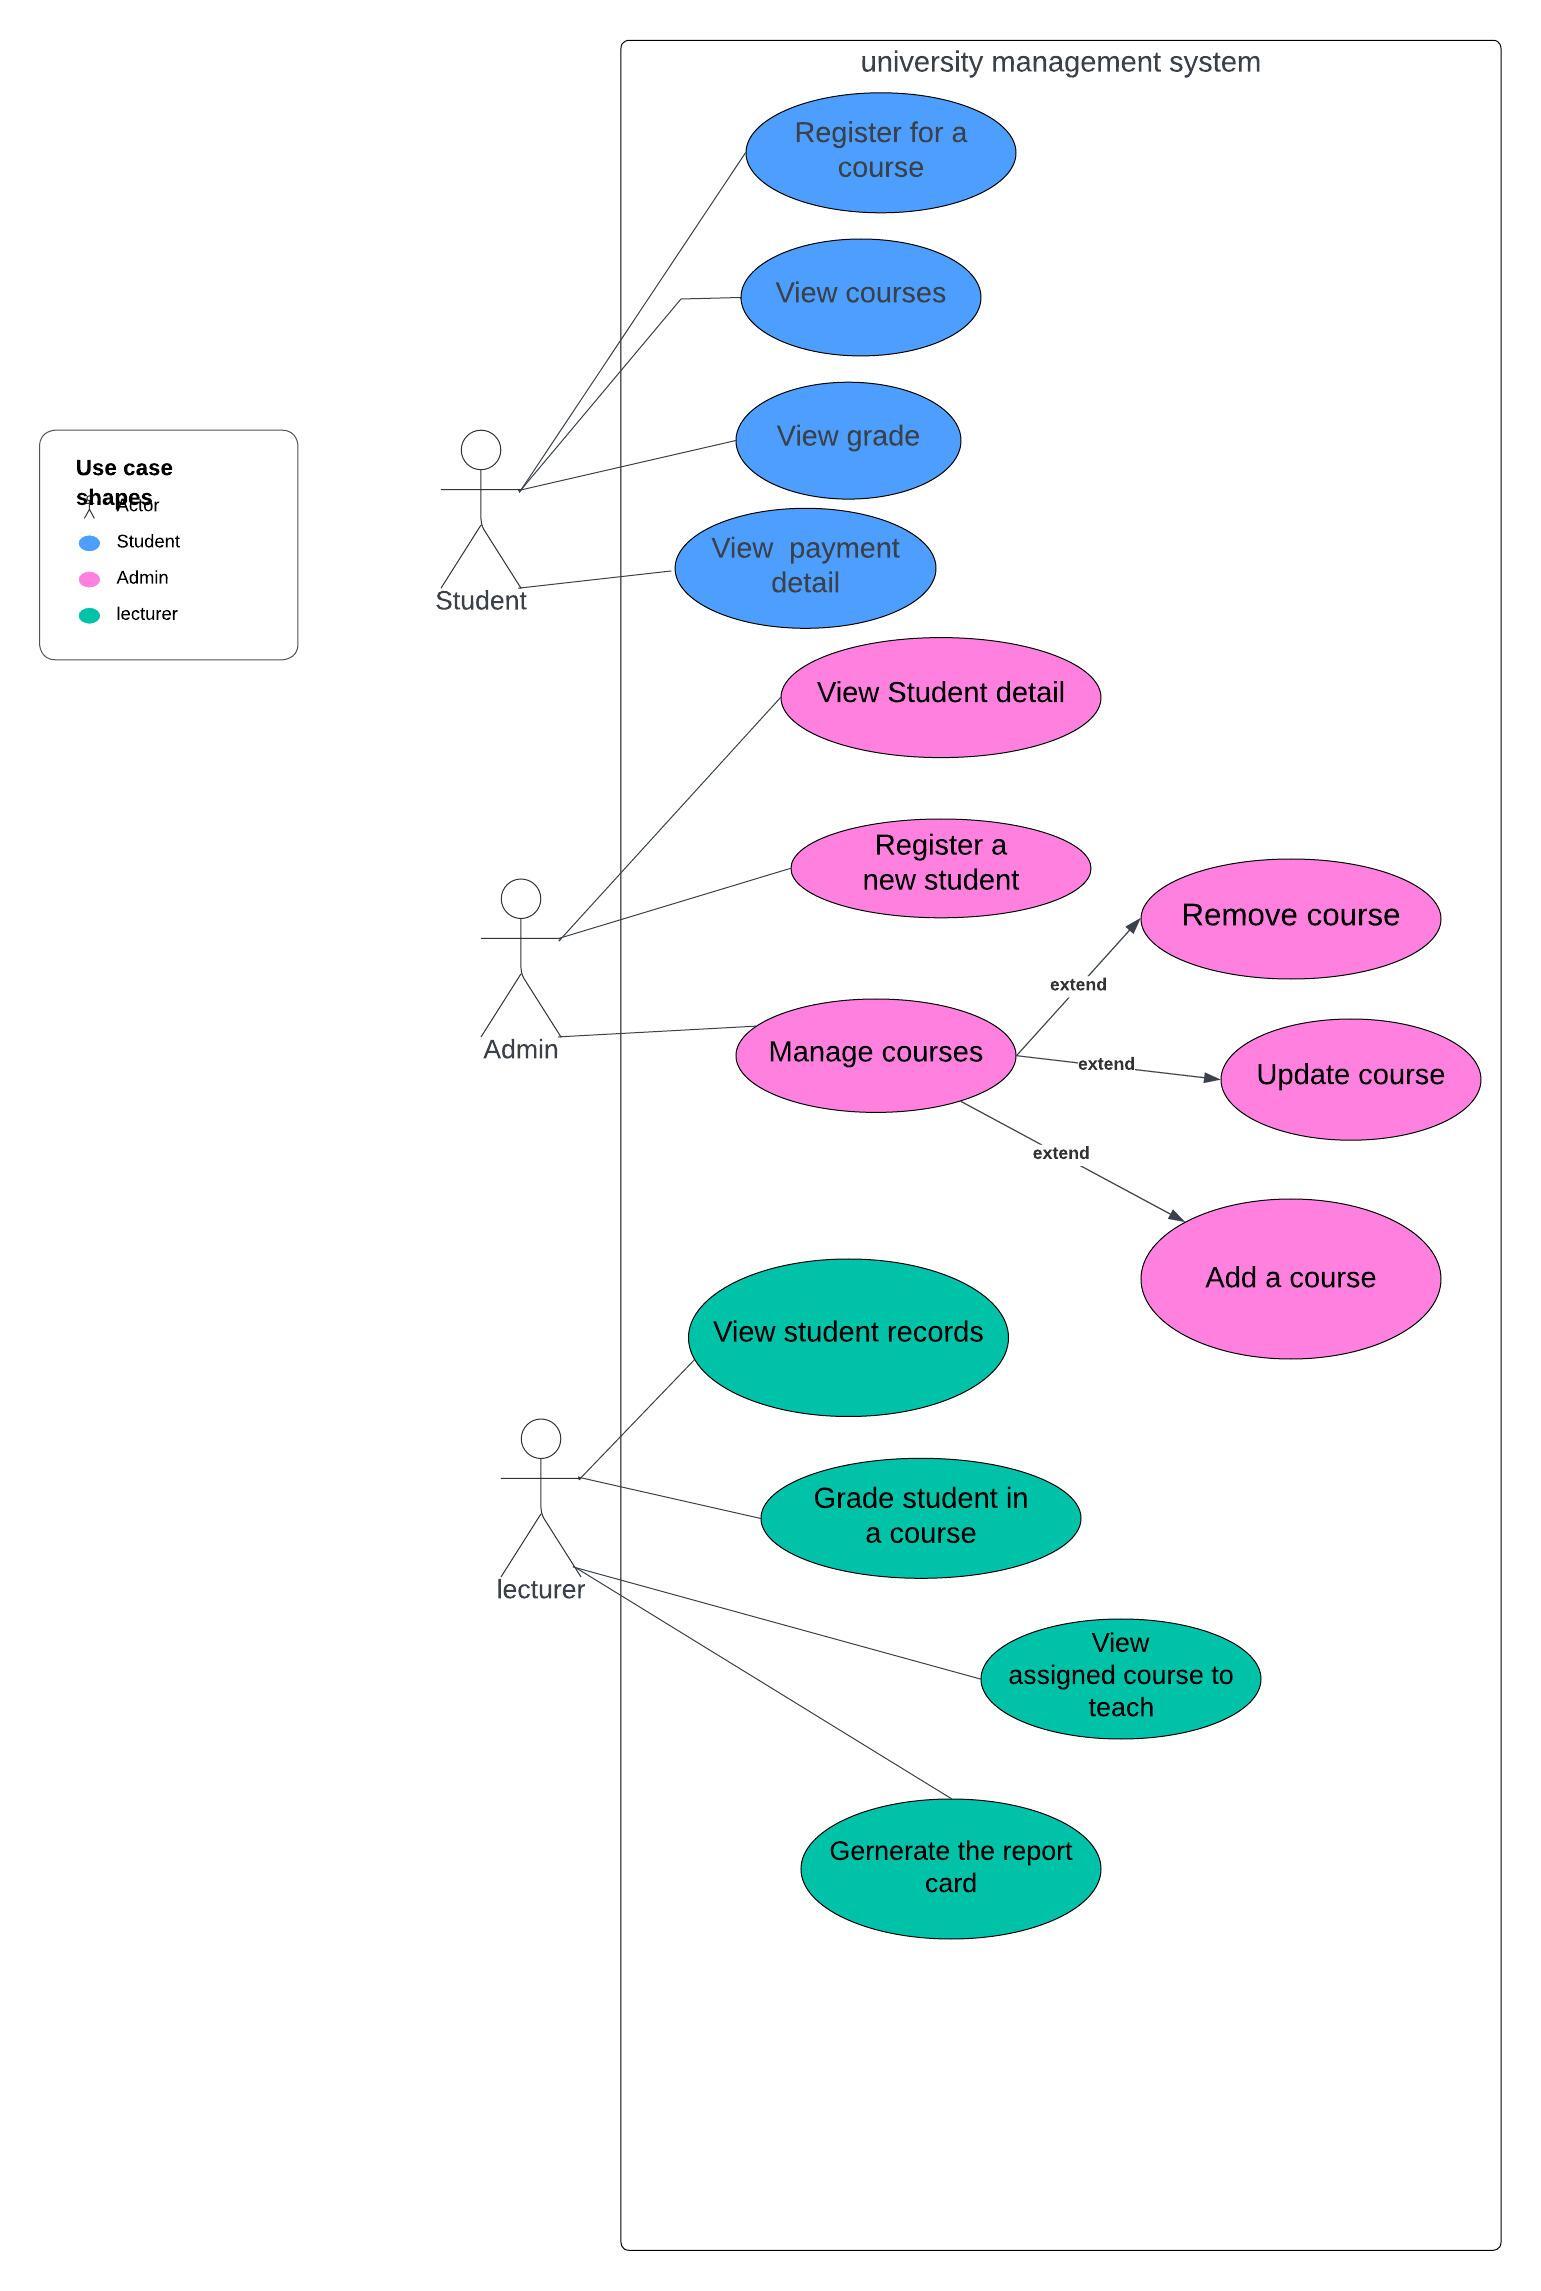 university management system
Register for a
course
View courses
View grade
View  payment
detail
Use case
shapes
Actor
Student
Admin
lecturer
Student
View Student detail
Register a
new student
Remove course
extend
Manage courses
extend
Update course
extend
Add a course
Admin
View student records
Grade student in
a course
lecturer
View
assigned course to
teach
Gernerate the report
card